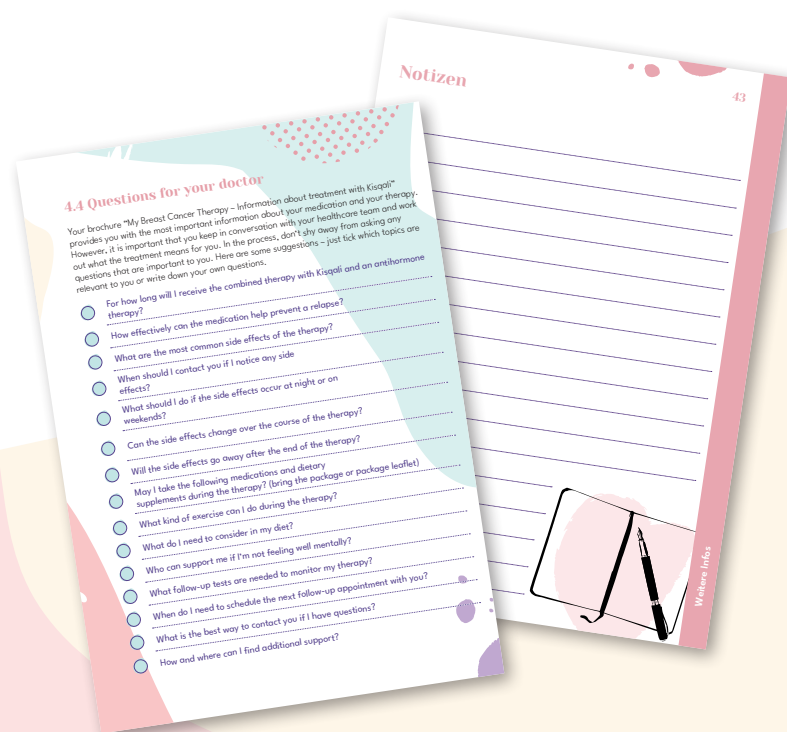 4.4 Questions for your doctor
Your brochure “My Breast Cancer Therapy – Information about treatment with Kisqali”
provides you with the most important information about your medication and your therapy.
However, it is important that you keep in conversation with your healthcare team and work
out what the treatment means for you. In the process, don't shy away from asking any
questions that are important to you. Here are some suggestions – just tick which topics are
relevant to you or write down your own questions.
For how long will I receive the combined therapy with Kisqali and an antihormone
therapy?
How effectively can the medication help prevent a relapse?
What are the most common side effects of the therapy?
When should I contact you if I notice any side
effects?
What should I do if the side effects occur at night or on
weekends?
Can the side effects change over the course of the therapy?
Will the side effects go away after the end of the therapy?
May I take the following medications and dietary
supplements during the therapy? (bring the package or package leaflet)
What kind of exercise can I do during the therapy?
What do I need to consider in my diet?
Who can support me if I'm not feeling well mentally?
What follow-up tests are needed to monitor my therapy?
When do I need to schedule the next follow-up appointment with you?
What is the best way to contact you if I have questions?
How and where can I find additional support?
Notizen
43
Weitere Infos